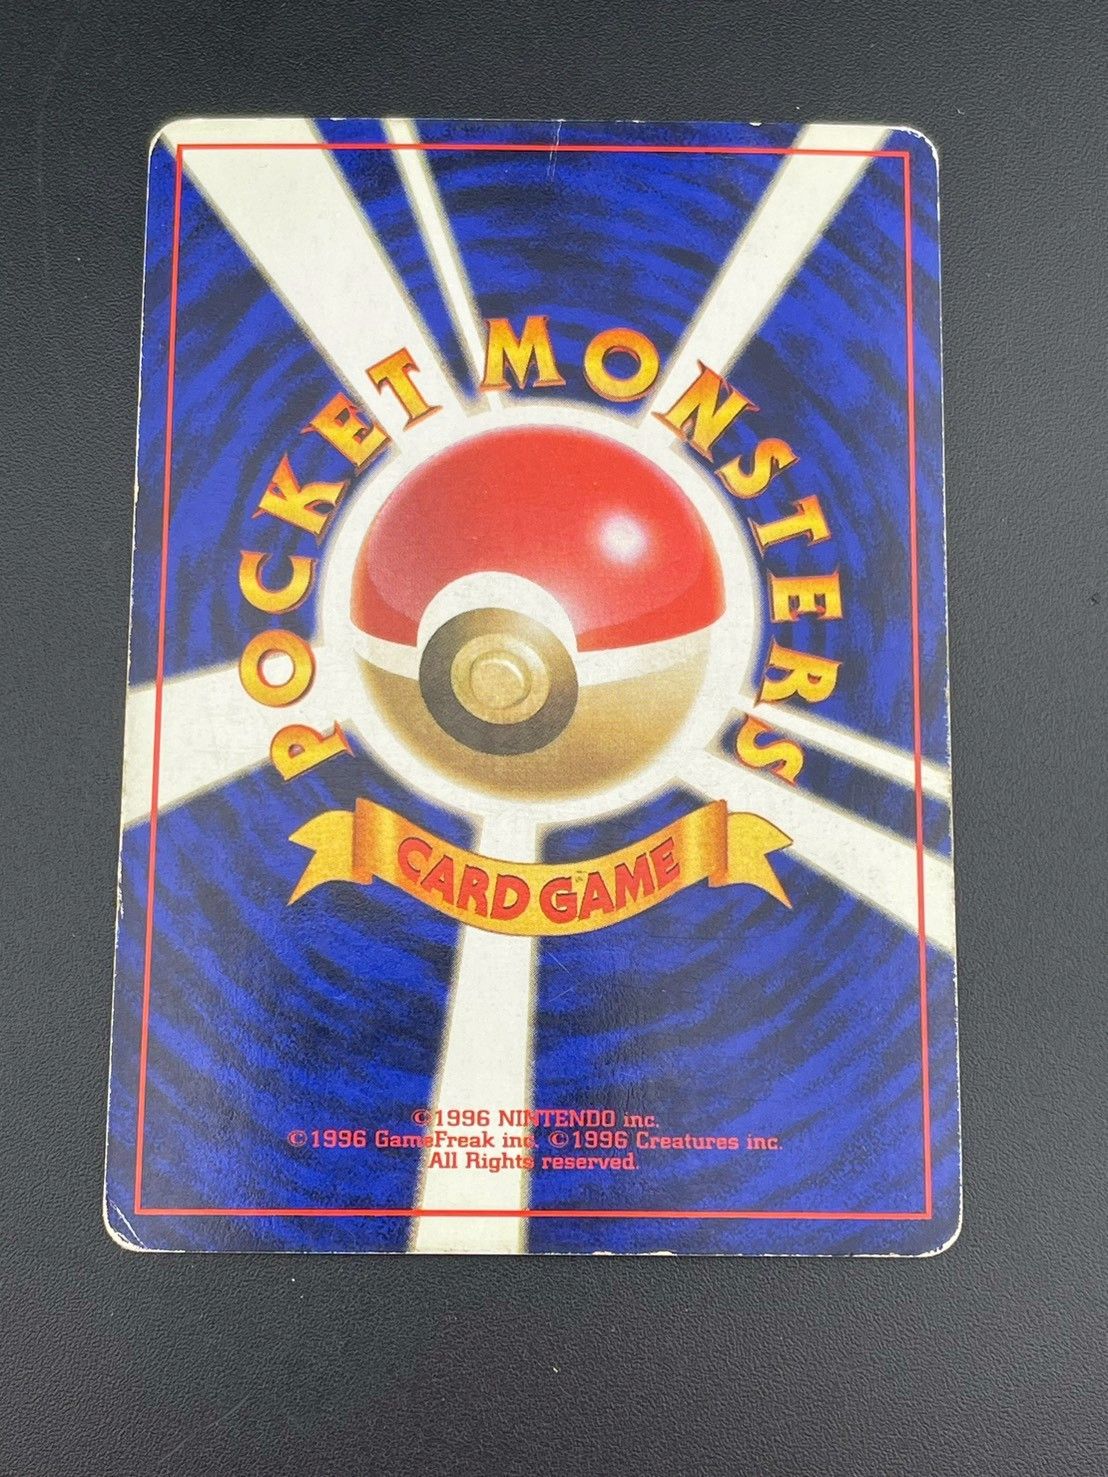 POCKET MONSTERS
CARD GAME
©1996 NINTENDO inc.
©1996 GameFreak inc. ©1996 Creatures inc.
All Rights reserved.